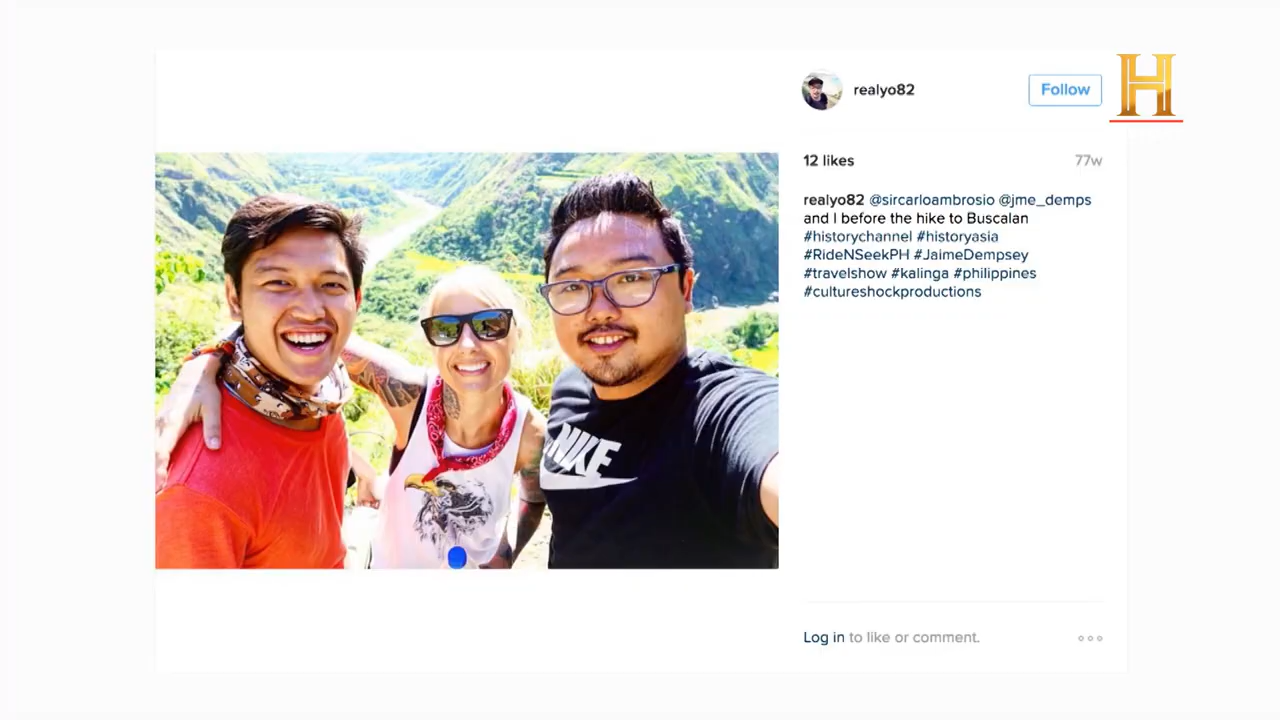 realyo82
Follow
H
12 likes
77w
realyo82 @sircarloambrosio @jme_demps
and I before the hike to Buscalan
#historychannel #historyasia
#RideNSeekPH #JaimeDempsey
#travelshow #kalinga #philippines
#cultureshockproductions
NIKE
Log in to like or comment.